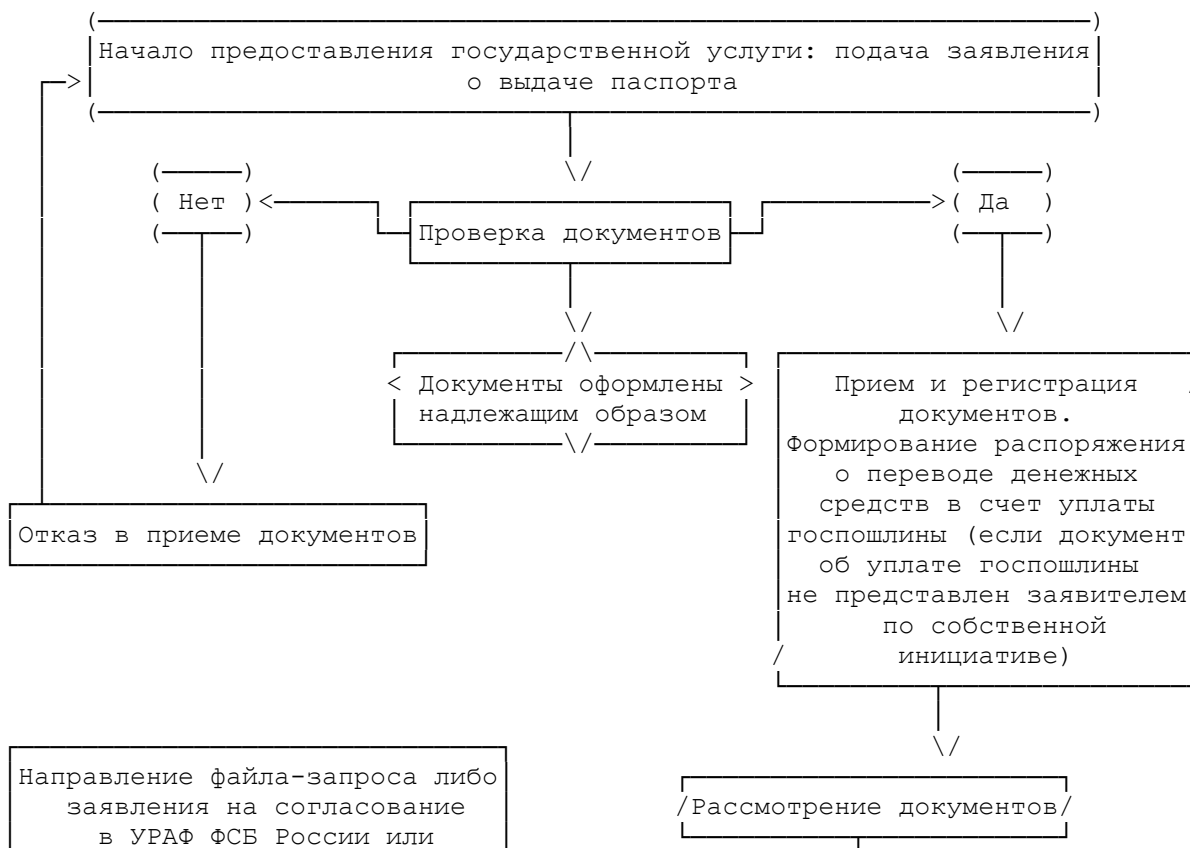 Начало предоставления государственной услуги: подача заявления
о выдаче паспорта
Нет
Да
Проверка документов
Документы оформлены
надлежащим образом
Прием и регистрация
документов.
Формирование распоряжения
о переводе денежных
средств в счет уплаты
госпошлины (если документ
об уплате госпошлины
не представлен заявителем
по собственной
инициативе)
Отказ в приеме документов
Направление файла-запроса либо
заявления на согласование
в УРАФ ФСБ России или
Рассмотрение документов